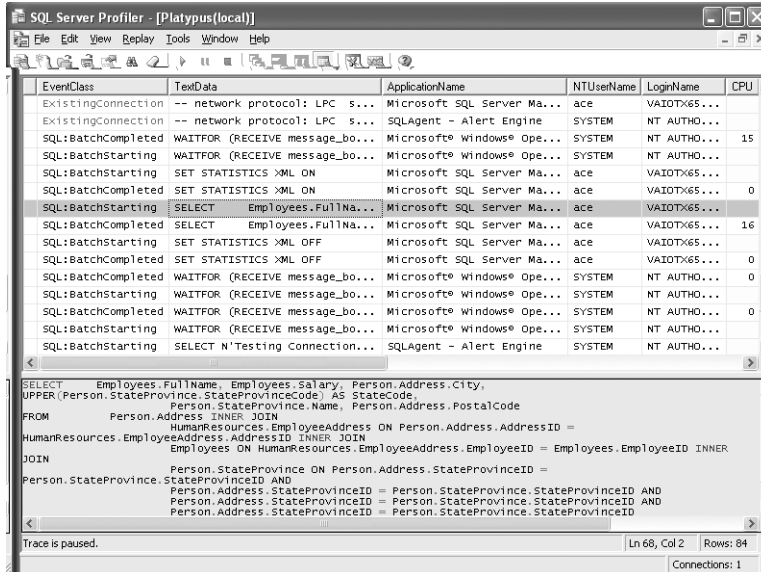 SQL Server Profiler - [Platypus(local)]
File Edit View Replay Tools Window Help
EventClass TextData ApplicationName NTUserName LoginName CPU
ExistingConnection -- network protocol: LPC s... Microsoft SQL Server Ma... ace VAIOTX65...
ExistingConnection -- network protocol: LPC s... SQLAgent - Alert Engine SYSTEM NT AUTHO...
SQL:BatchCompleted WAITFOR (RECEIVE message_bo... Microsoft® Windows® Ope... SYSTEM NT AUTHO... 15
SQL:BatchStarting WAITFOR (RECEIVE message_bo... Microsoft® Windows® Ope... SYSTEM NT AUTHO...
SQL:BatchStarting SET STATISTICS XML ON Microsoft SQL Server Ma... ace VAIOTX65...
SQL:BatchCompleted SET STATISTICS XML ON Microsoft SQL Server Ma... ace VAIOTX65... 0
SQL:BatchStarting SELECT Employees.FullNa... Microsoft SQL Server Ma... ace VAIOTX65...
SQL:BatchCompleted SELECT Employees.FullNa... Microsoft SQL Server Ma... ace VAIOTX65... 16
SQL:BatchStarting SET STATISTICS XML OFF Microsoft SQL Server Ma... ace VAIOTX65...
SQL:BatchCompleted SET STATISTICS XML OFF Microsoft SQL Server Ma... ace VAIOTX65... 0
SQL:BatchCompleted WAITFOR (RECEIVE message_bo... Microsoft® Windows® Ope... SYSTEM NT AUTHO... 0
SQL:BatchStarting WAITFOR (RECEIVE message_bo... Microsoft® Windows® Ope... SYSTEM NT AUTHO...
SQL:BatchCompleted WAITFOR (RECEIVE message_bo... Microsoft® Windows® Ope... SYSTEM NT AUTHO... 0
SQL:BatchStarting WAITFOR (RECEIVE message_bo... Microsoft® Windows® Ope... SYSTEM NT AUTHO...
SQL:BatchStarting SELECT N'Testing Connection... SQLAgent - Alert Engine SYSTEM NT AUTHO...
SELECT Employees.FullName, Employees.Salary, Person.Address.City,
UPPER(Person.StateProvince.StateProvinceCode) AS StateCode,
Person.StateProvince.Name, Person.Address.PostalCode
FROM Person.Address INNER JOIN
HumanResources.EmployeeAddress ON Person.Address.AddressID =
HumanResources.EmployeeAddress.AddressID INNER JOIN
Employees ON HumanResources.EmployeeAddress.EmployeeID = Employees.EmployeeID INNER
JOIN
Person.StateProvince ON Person.Address.StateProvinceID =
Person.StateProvince.StateProvinceID AND
Person.Address.StateProvinceID = Person.StateProvince.StateProvinceID AND
Person.Address.StateProvinceID = Person.StateProvince.StateProvinceID AND
Person.Address.StateProvinceID = Person.StateProvince.StateProvinceID
Trace is paused. Ln 68, Col 2 Rows: 84
Connections: 1